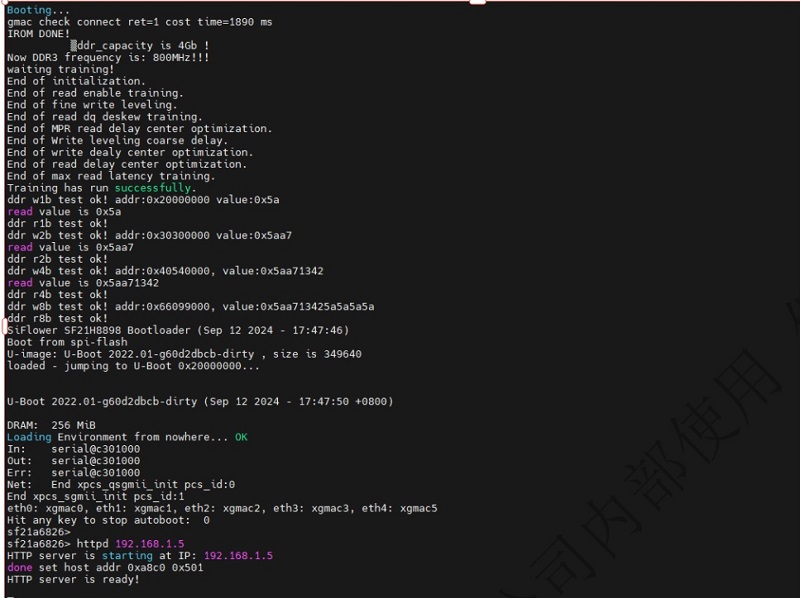 Booting...
gmac check connect ret=1 cost time=1890 ms
IROM DONE!
ddr_capacity is 4Gb !
Now DDR3 frequency is: 800MHz!!!
waiting training!
End of initialization.
End of read enable training.
End of fine write leveling.
End of read dq deskew training.
End of MPR read delay center optimization.
End of Write leveling coarse delay.
End of write dealy center optimization.
End of read delay center optimization.
End of max read latency training.
Training has run successfully.
ddr w1b test ok! addr:0x20000000 value:0x5a
read value is 0x5a
ddr r1b test ok!
ddr w2b test ok! addr:0x30300000 value:0x5aa7
read value is 0x5aa7
ddr r2b test ok!
ddr w4b test ok! addr:0x40540000, value:0x5aa71342
read value is 0x5aa71342
ddr r4b test ok!
ddr w8b test ok! addr:0x66099000, value:0x5aa713425a5a5a5a
ddr r8b test ok!
SiFlower SF21H8898 Bootloader (Sep 12 2024 - 17:47:46)
Boot from spi-flash
U-image: U-Boot 2022.01-g60d2dbcb-dirty , size is 349640
loaded - jumping to U-Boot 0x20000000...
U-Boot 2022.01-g60d2dbcb-dirty (Sep 12 2024 - 17:47:50 +0800)
DRAM:  256 MiB
Loading Environment from nowhere... OK
In:    serial@c301000
Out:   serial@c301000
Err:   serial@c301000
Net:   End xpcs_qsgmii_init pcs_id:0
End xpcs_sgmii_init pcs_id:1
eth0: xgmac0, eth1: xgmac1, eth2: xgmac2, eth3: xgmac3, eth4: xgmac5
Hit any key to stop autoboot:  0
sf21a6826>
sf21a6826> httpd 192.168.1.5
HTTP server is starting at IP: 192.168.1.5
done set host addr 0xa8c0 0x501
HTTP server is ready!
公司内部使用